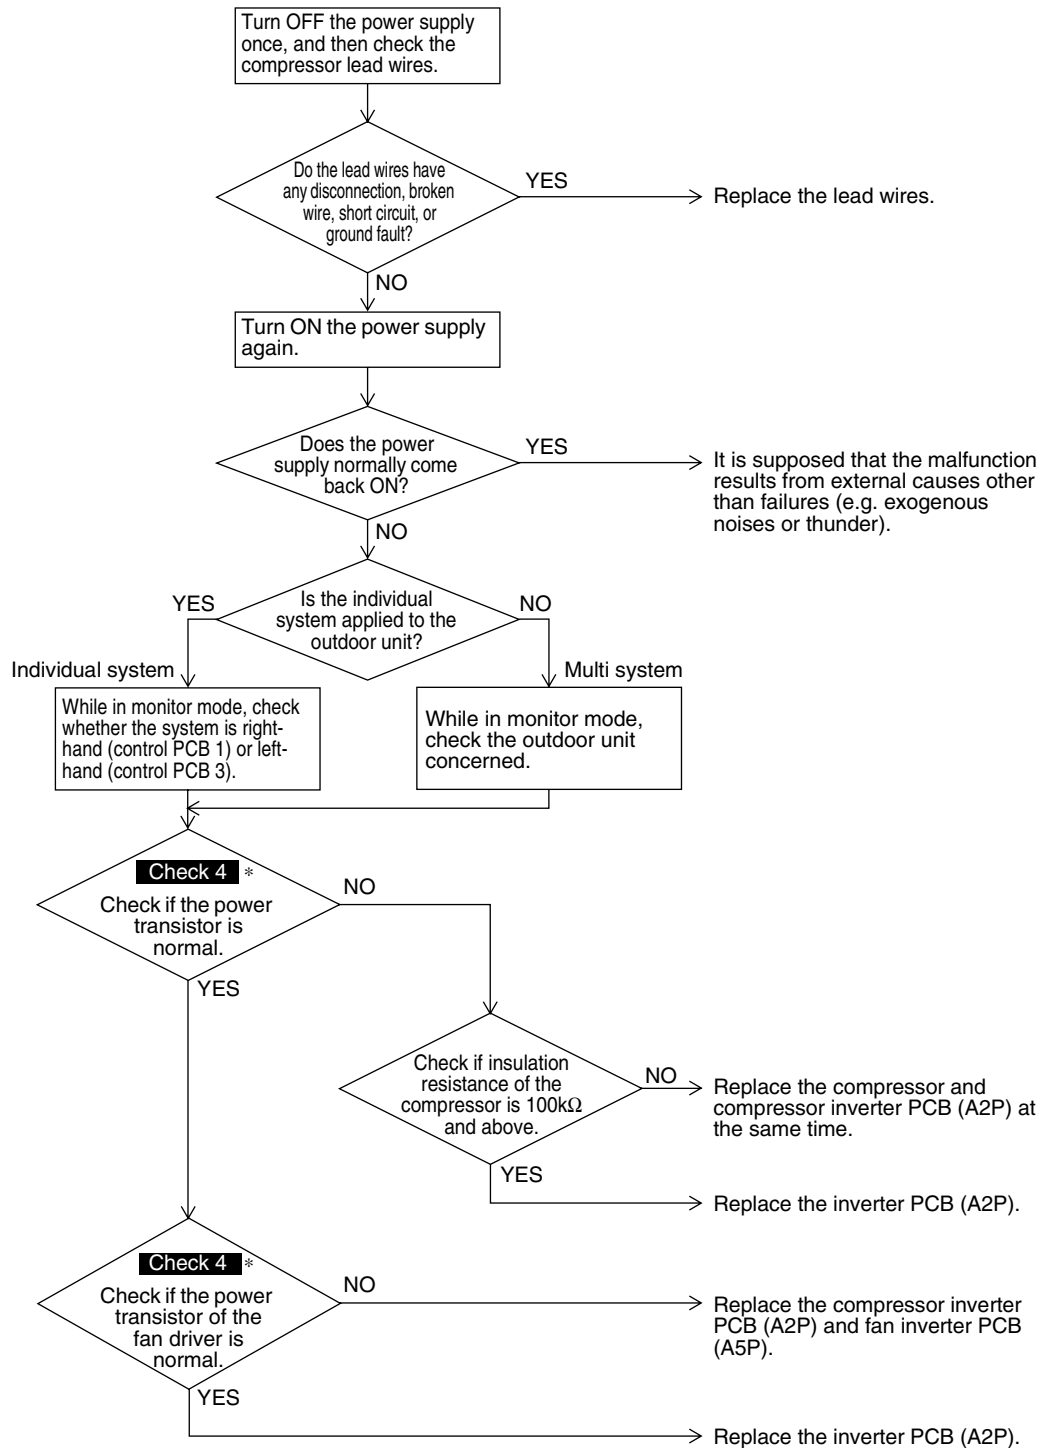 Turn OFF the power supply
once, and then check the
compressor lead wires.
Do the lead wires have
any disconnection, broken
wire, short circuit, or
ground fault?
YES
Replace the lead wires.
NO
Turn ON the power supply
again.
Does the power
supply normally come
back ON?
YES
It is supposed that the malfunction
results from external causes other
than failures (e.g. exogenous
noises or thunder).
NO
Is the individual
system applied to the
outdoor unit?
YES
NO
Individual system
Multi system
While in monitor mode, check
whether the system is right-
hand (control PCB 1) or left-
hand (control PCB 3).
While in monitor mode,
check the outdoor unit
concerned.
Check 4 *
Check if the power
transistor is
normal.
NO
YES
Check if insulation
resistance of the
compressor is 100kΩ
and above.
NO
Replace the compressor and
compressor inverter PCB (A2P) at
the same time.
YES
Replace the inverter PCB (A2P).
Check 4 *
Check if the power
transistor of the
fan driver is
normal.
NO
Replace the compressor inverter
PCB (A2P) and fan inverter PCB
(A5P).
YES
Replace the inverter PCB (A2P).